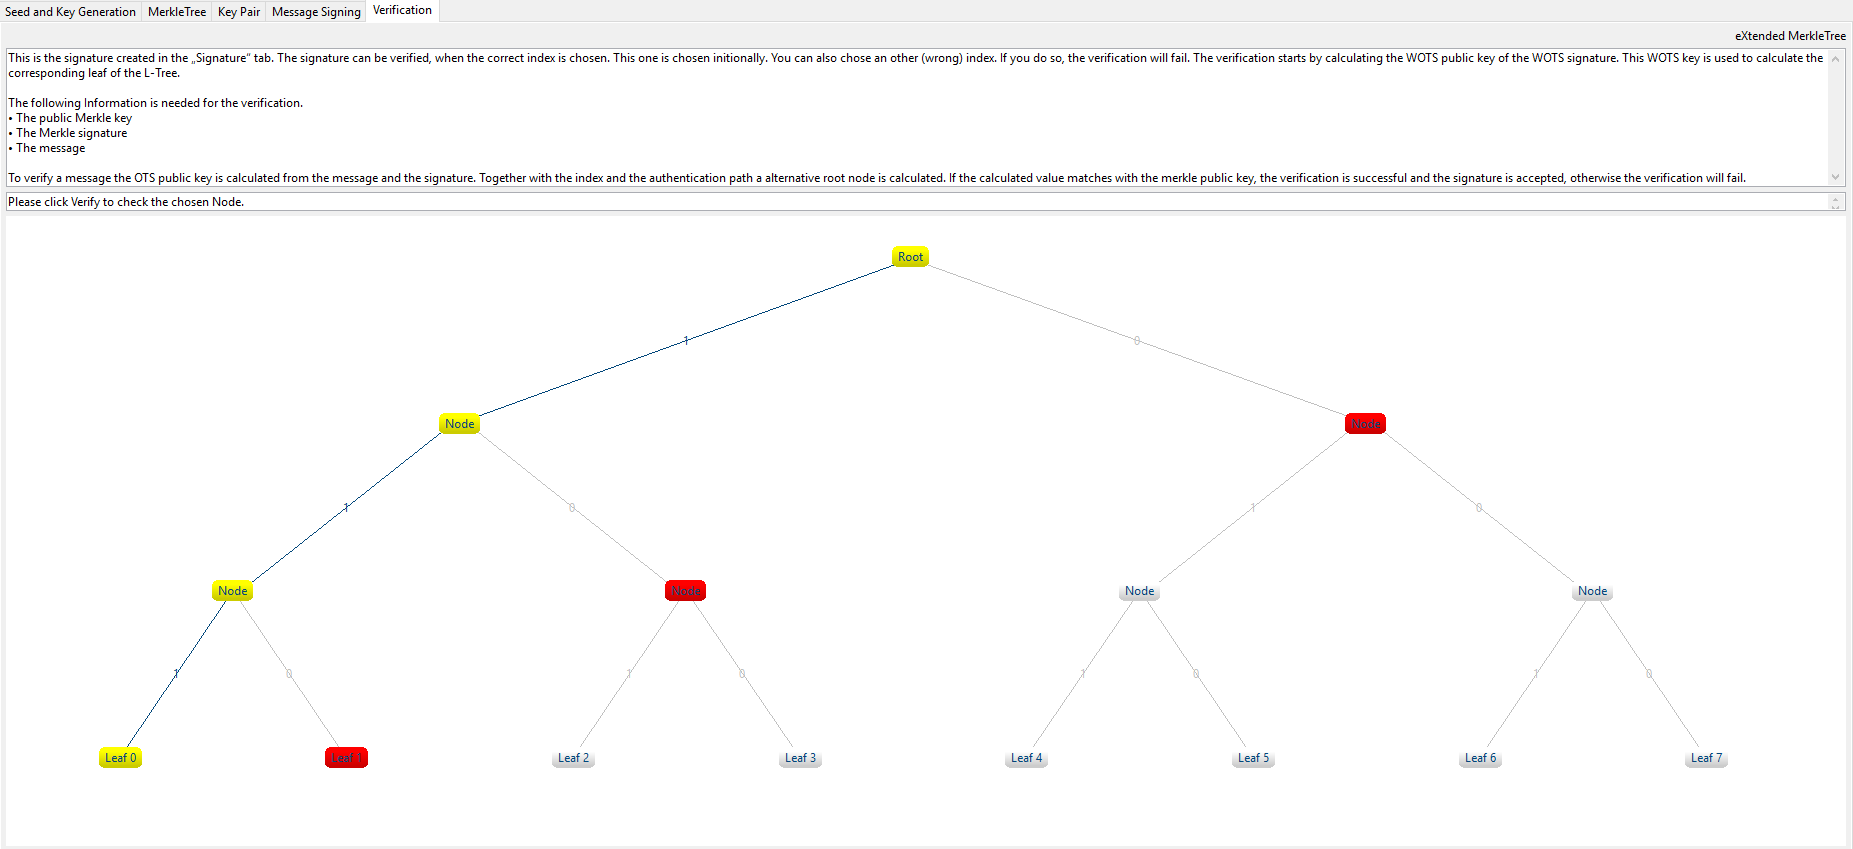 Seed and Key Generation MerkleTree Key Pair Message Signing Verification
eXtended MerkleTree
This is the signature created in the „Signature“ tab. The signature can be verified, when the correct index is chosen. This one is chosen initionally. You can also chose an other (wrong) index. If you do so, the verification will fail. The verification starts by calculating the WOTS public key of the WOTS signature. This WOTS key is used to calculate the
corresponding leaf of the L-Tree.
The following Information is needed for the verification.
• The public Merkle key
• The Merkle signature
• The message
To verify a message the OTS public key is calculated from the message and the signature. Together with the index and the authentication path a alternative root node is calculated. If the calculated value matches with the merkle public key, the verification is successful and the signature is accepted, otherwise the verification will fail.
Please click Verify to check the chosen Node.
Root
1 0
Node Node
1 0 1 0
Node Node Node Node
1 0 1 0 1 0 1 0
Leaf 0 Leaf 1 Leaf 2 Leaf 3 Leaf 4 Leaf 5 Leaf 6 Leaf 7